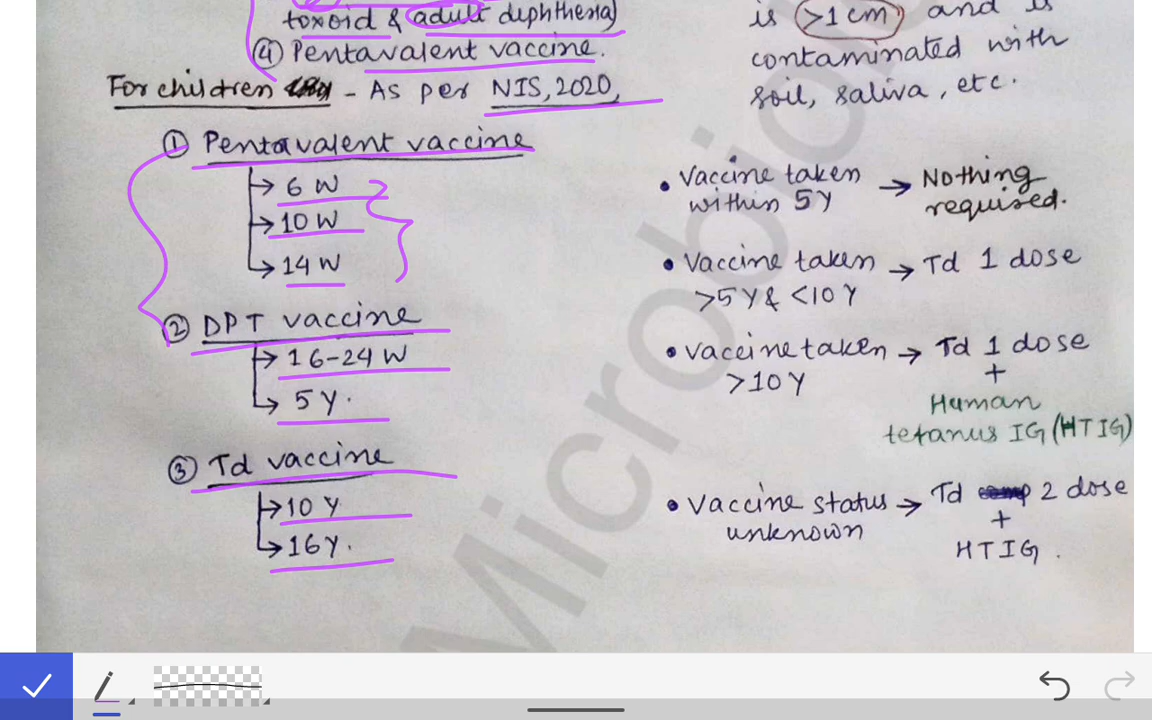 toxoid & adult diphtheria)
④ Pentavalent vaccine.
For children - As per NIS, 2020,
① Pentavalent vaccine
→ 6 W
→ 10 W
→ 14 W
② DPT vaccine
→ 16-24 W
→ 5 Y.
③ Td vaccine
→ 10 Y
→ 16 Y.
is >1 cm and is
contaminated with
soil, saliva, etc.
• Vaccine taken → Nothing
within 5Y required.
• Vaccine taken → Td 1 dose
>5 Y & <10 Y
• vaccine taken → Td 1 dose
>10 Y +
Human
tetanus IG (HTIG)
• Vaccine status → Td 2 dose
unknown +
HTIG.
Microbio